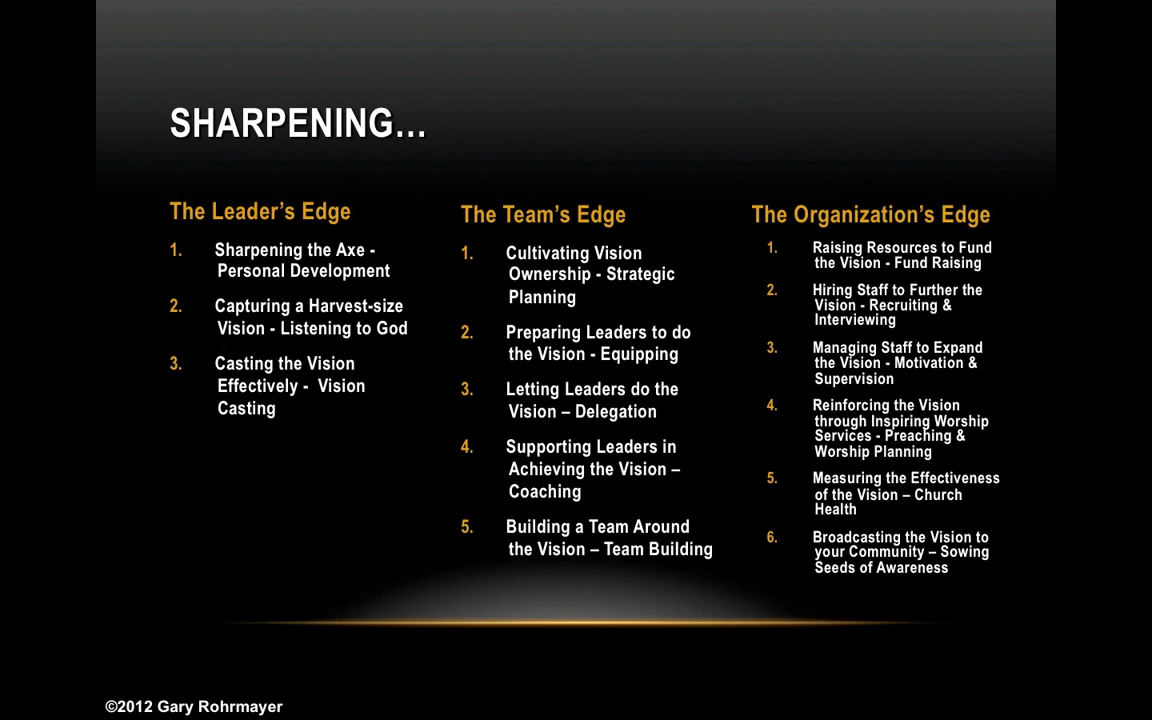 SHARPENING…
The Leader’s Edge
1. Sharpening the Axe -
Personal Development
2. Capturing a Harvest-size
Vision - Listening to God
3. Casting the Vision
Effectively -  Vision
Casting
The Team’s Edge
1. Cultivating Vision
Ownership - Strategic
Planning
2. Preparing Leaders to do
the Vision - Equipping
3. Letting Leaders do the
Vision – Delegation
4. Supporting Leaders in
Achieving the Vision –
Coaching
5. Building a Team Around
the Vision – Team Building
The Organization’s Edge
1. Raising Resources to Fund
the Vision - Fund Raising
2. Hiring Staff to Further the
Vision - Recruiting &
Interviewing
3. Managing Staff to Expand
the Vision - Motivation &
Supervision
4. Reinforcing the Vision
through Inspiring Worship
Services - Preaching &
Worship Planning
5. Measuring the Effectiveness
of the Vision – Church
Health
6. Broadcasting the Vision to
your Community – Sowing
Seeds of Awareness
©2012 Gary Rohrmayer